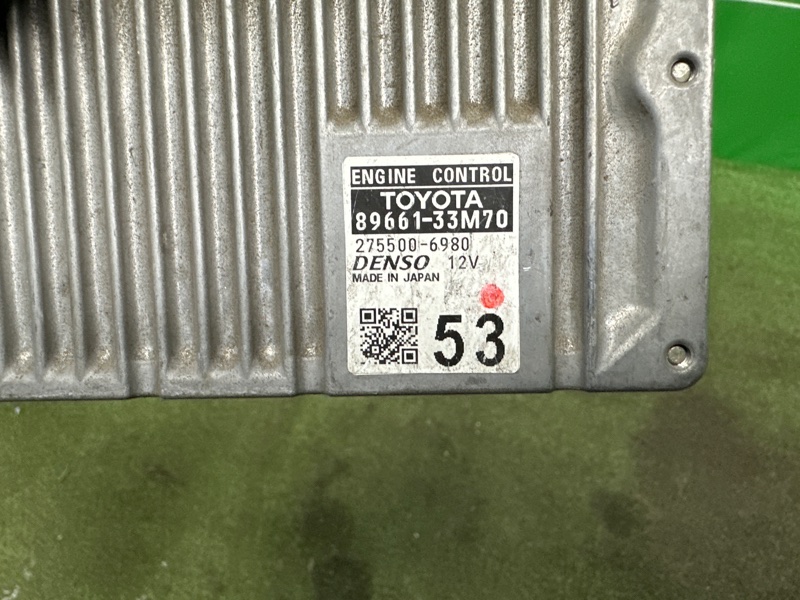 ENGINE CONTROL
TOYOTA
89661-33M70
275500-6980
DENSO 12V
MADE IN JAPAN
53